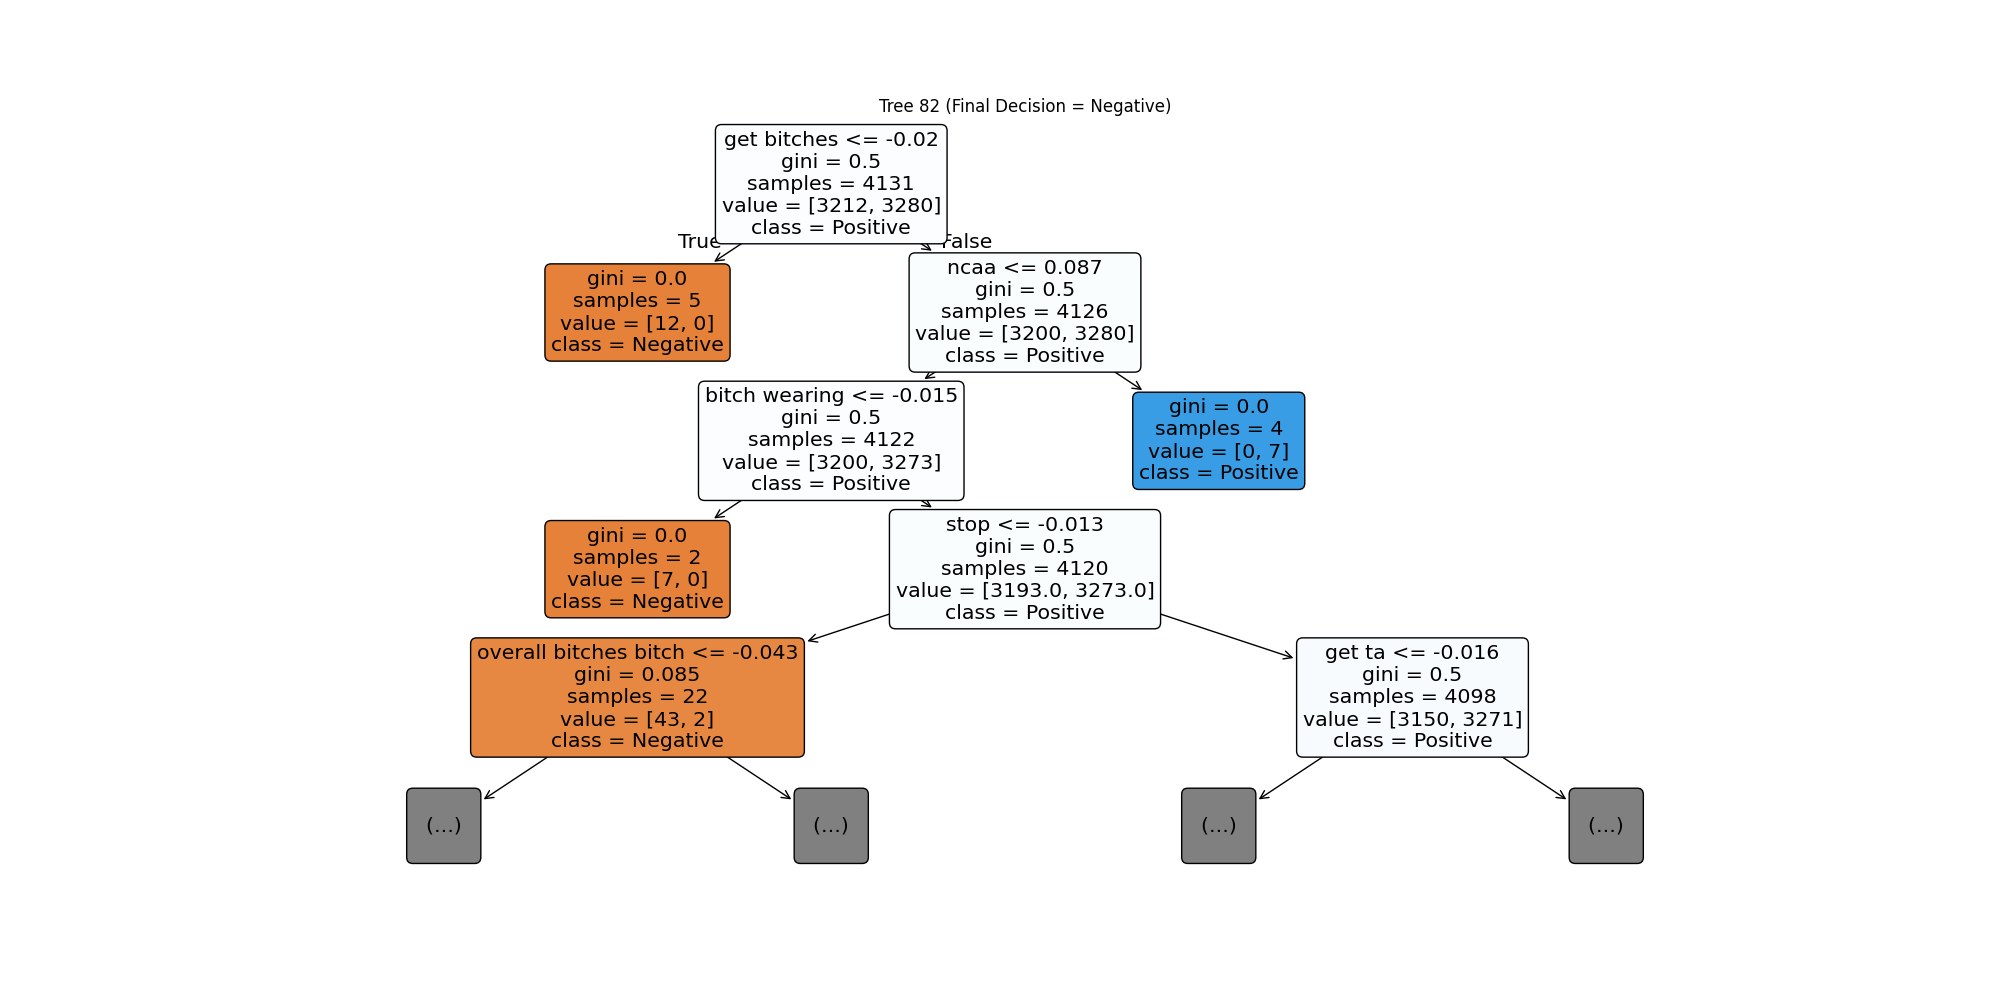 Tree 82 (Final Decision = Negative)
get bitches <= -0.02
gini = 0.5
samples = 4131
value = [3212, 3280]
class = Positive
True
False
gini = 0.0
samples = 5
value = [12, 0]
class = Negative
ncaa <= 0.087
gini = 0.5
samples = 4126
value = [3200, 3280]
class = Positive
bitch wearing <= -0.015
gini = 0.5
samples = 4122
value = [3200, 3273]
class = Positive
gini = 0.0
samples = 4
value = [0, 7]
class = Positive
gini = 0.0
samples = 2
value = [7, 0]
class = Negative
stop <= -0.013
gini = 0.5
samples = 4120
value = [3193.0, 3273.0]
class = Positive
overall bitches bitch <= -0.043
gini = 0.085
samples = 22
value = [43, 2]
class = Negative
get ta <= -0.016
gini = 0.5
samples = 4098
value = [3150, 3271]
class = Positive
(...)
(...)
(...)
(...)